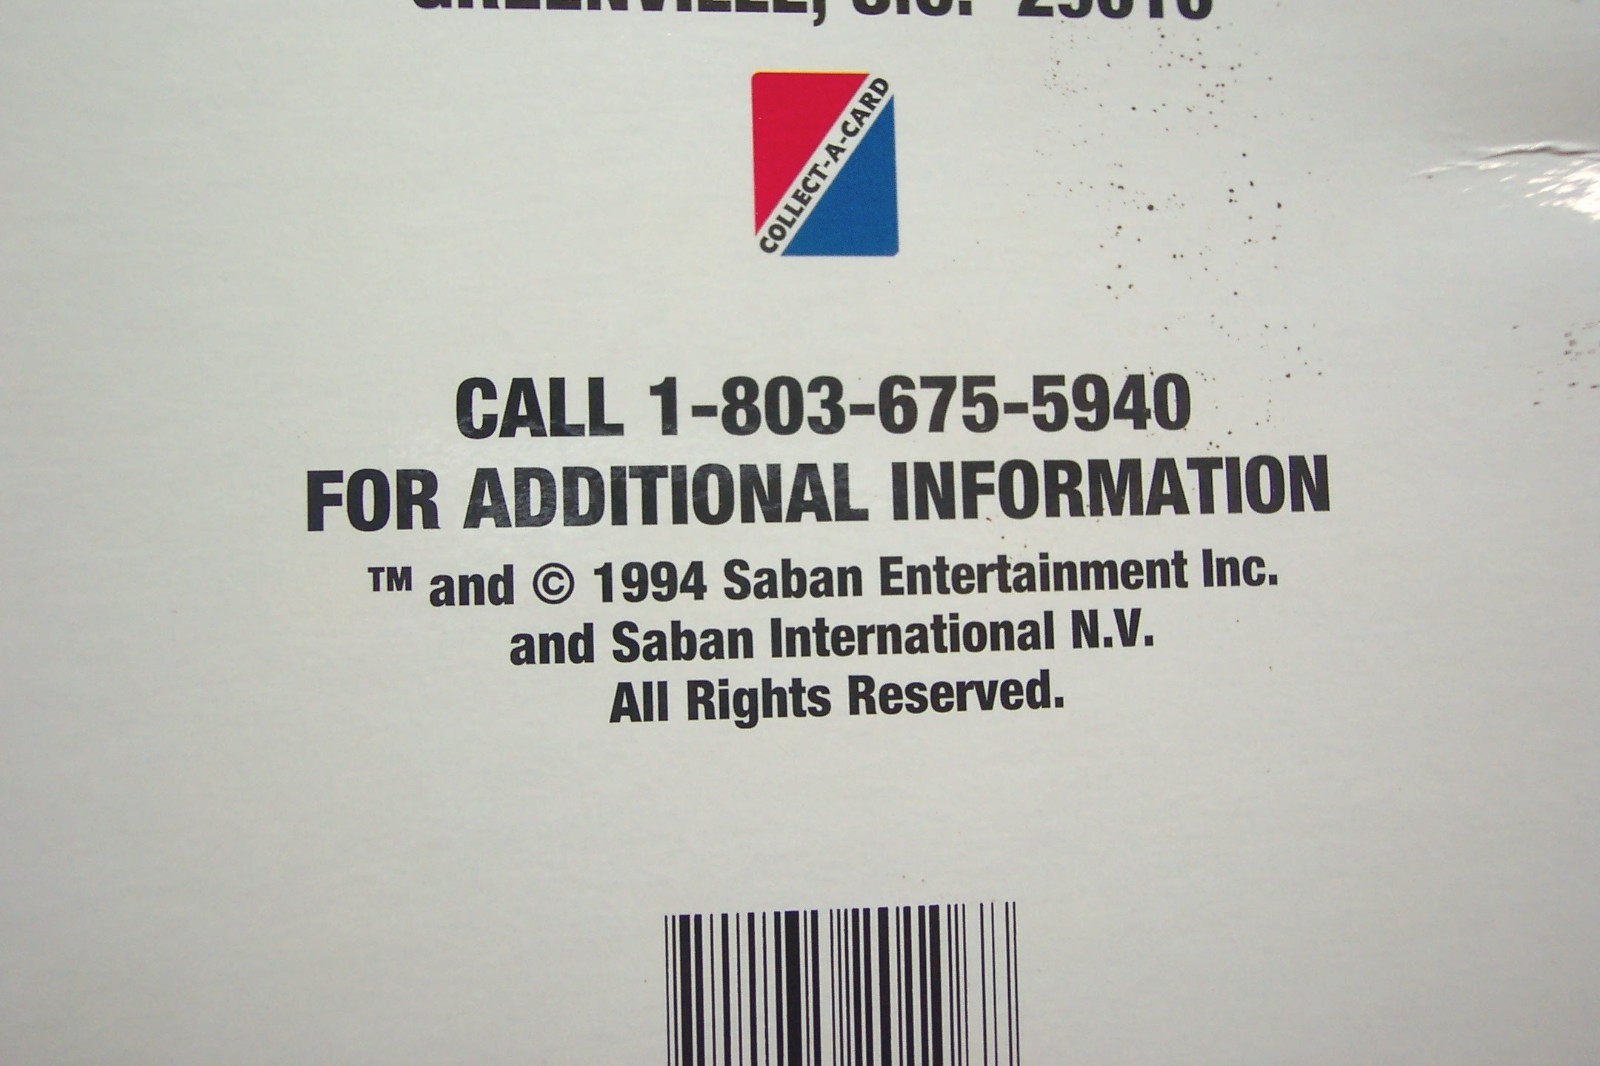 GREENVILLE, S.C.
COLLECT-A-CARD
CALL 1-803-675-5940
FOR ADDITIONAL INFORMATION
™ and © 1994 Saban Entertainment Inc.
and Saban International N.V.
All Rights Reserved.